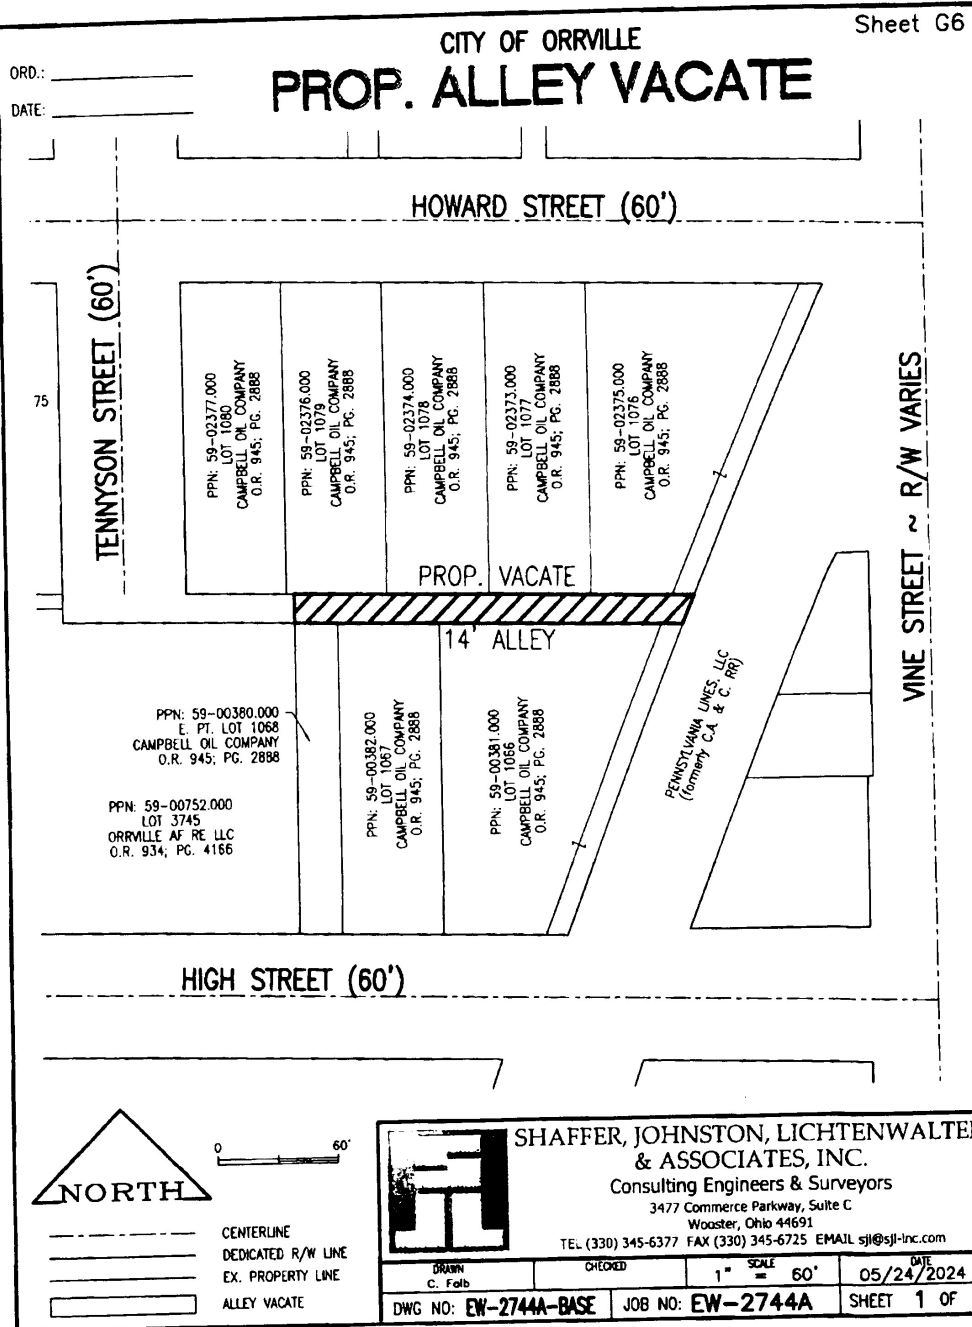 Sheet G6
CITY OF ORRVILLE
PROP. ALLEY VACATE
ORD.:
DATE:
HOWARD STREET (60')
TENNYSON STREET (60')
75
PPN: 59-02377.000
LOT 1080
CAMPBELL OIL COMPANY
O.R. 945; PG. 2888
PPN: 59-02376.000
LOT 1079
CAMPBELL OIL COMPANY
O.R. 945; PG. 2888
PPN: 59-02374.000
LOT 1078
CAMPBELL OIL COMPANY
O.R. 945; PG. 2888
PPN: 59-02373.000
LOT 1077
CAMPBELL OIL COMPANY
O.R. 945; PG. 2888
PPN: 59-02375.000
LOT 1076
CAMPBELL OIL COMPANY
O.R. 945; PG. 2888
VINE STREET ~ R/W VARIES
PROP. VACATE
14' ALLEY
PPN: 59-00380.000
E. PT. LOT 1068
CAMPBELL OIL COMPANY
O.R. 945; PG. 2888
PPN: 59-00752.000
LOT 3745
ORRVILLE AF RE LLC
O.R. 934; PG. 4166
PPN: 59-00382.000
LOT 1067
CAMPBELL OIL COMPANY
O.R. 945; PG. 2888
PPN: 59-00381.000
LOT 1066
CAMPBELL OIL COMPANY
O.R. 945; PG. 2888
PENNSYLVANIA LINES, LLC
(formerly C.A. & C. RR)
HIGH STREET (60')
NORTH
0 60'
CENTERLINE
DEDICATED R/W LINE
EX. PROPERTY LINE
ALLEY VACATE
SHAFFER, JOHNSTON, LICHTENWALTER
& ASSOCIATES, INC.
Consulting Engineers & Surveyors
3477 Commerce Parkway, Suite C
Wooster, Ohio 44691
TEL (330) 345-6377 FAX (330) 345-6725 EMAIL sjl@sjl-inc.com
DRAWN
C. Falb
CHECKED
SCALE
1" = 60'
DATE
05/24/2024
DWG NO: EW-2744A-BASE
JOB NO: EW-2744A
SHEET 1 OF